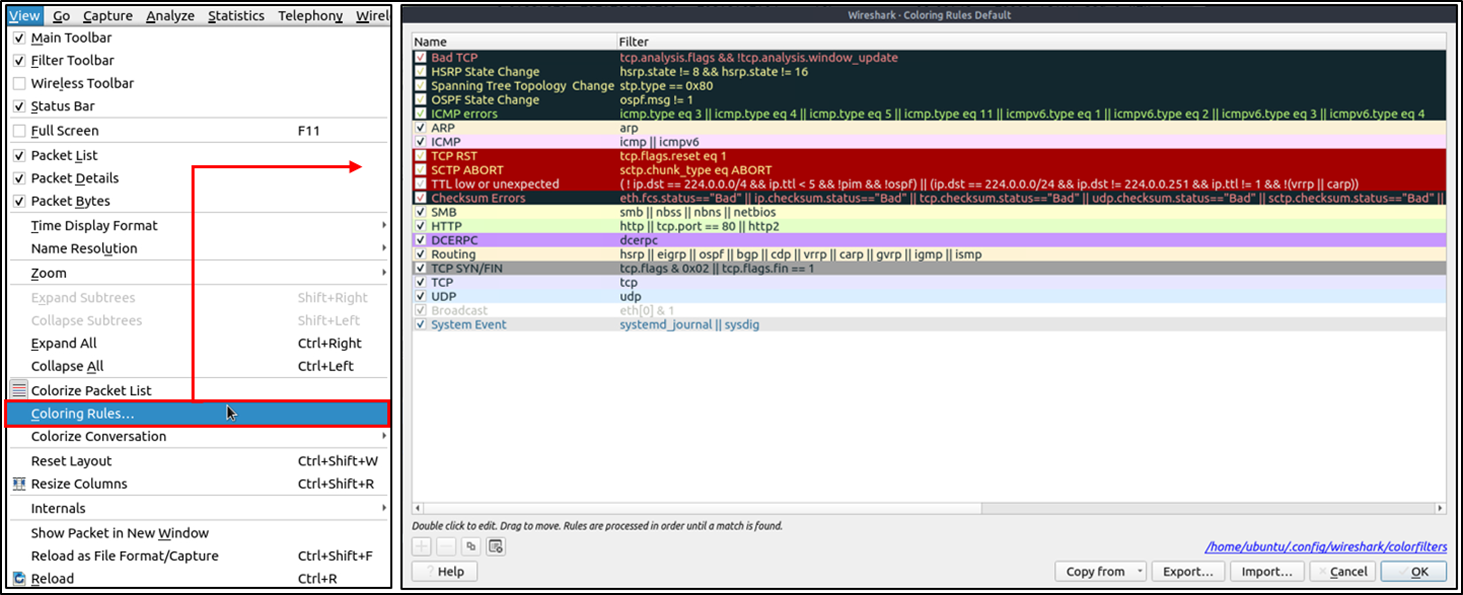 View Go Capture Analyze Statistics Telephony Wirel
Main Toolbar
Filter Toolbar
Wireless Toolbar
Status Bar
Full Screen F11
Packet List
Packet Details
Packet Bytes
Time Display Format
Name Resolution
Zoom
Expand Subtrees Shift+Right
Collapse Subtrees Shift+Left
Expand All Ctrl+Right
Collapse All Ctrl+Left
Colorize Packet List
Coloring Rules...
Colorize Conversation
Reset Layout Ctrl+Shift+W
Resize Columns Ctrl+Shift+R
Internals
Show Packet in New Window
Reload as File Format/Capture Ctrl+Shift+F
Reload Ctrl+R
Wireshark · Coloring Rules Default
Name Filter
Bad TCP tcp.analysis.flags && !tcp.analysis.window_update
HSRP State Change hsrp.state != 8 && hsrp.state != 16
Spanning Tree Topology Change stp.type == 0x80
OSPF State Change ospf.msg != 1
ICMP errors icmp.type eq 3 || icmp.type eq 4 || icmp.type eq 5 || icmp.type eq 11 || icmpv6.type eq 1 || icmpv6.type eq 2 || icmpv6.type eq 3 || icmpv6.type eq 4
ARP arp
ICMP icmp || icmpv6
TCP RST tcp.flags.reset eq 1
SCTP ABORT sctp.chunk_type eq ABORT
TTL low or unexpected ( ! ip.dst == 224.0.0.0/4 && ip.ttl < 5 && !pim && !ospf) || (ip.dst == 224.0.0.0/24 && ip.dst != 224.0.0.251 && ip.ttl != 1 && !(vrrp || carp))
Checksum Errors eth.fcs.status=="Bad" || ip.checksum.status=="Bad" || tcp.checksum.status=="Bad" || udp.checksum.status=="Bad" || sctp.checksum.status=="Bad" ||
SMB smb || nbss || nbns || netbios
HTTP http || tcp.port == 80 || http2
DCERPC dcerpc
Routing hsrp || eigrp || ospf || bgp || cdp || vrrp || carp || gvrp || igmp || ismp
TCP SYN/FIN tcp.flags & 0x02 || tcp.flags.fin == 1
TCP tcp
UDP udp
Broadcast eth[0] & 1
System Event systemd_journal || sysdig
Double click to edit. Drag to move. Rules are processed in order until a match is found.
/home/ubuntu/.config/wireshark/colorfilters
? Help Copy from Export... Import... Cancel OK